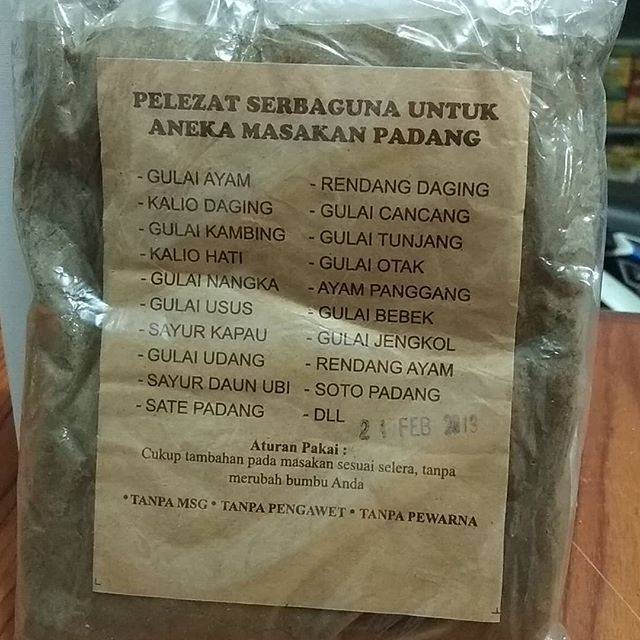 PELEZAT SERBAGUNA UNTUK
ANEKA MASAKAN PADANG
- GULAI AYAM
- KALIO DAGING
- GULAI KAMBING
- KALIO HATI
- GULAI NANGKA
- GULAI USUS
- SAYUR KAPAU
- GULAI UDANG
- SAYUR DAUN UBI
- SATE PADANG
- RENDANG DAGING
- GULAI CANCANG
- GULAI TUNJANG
- GULAI OTAK
- AYAM PANGGANG
- GULAI BEBEK
- GULAI JENGKOL
- RENDANG AYAM
- SOTO PADANG
- DLL
21 FEB 2019
Aturan Pakai :
Cukup tambahan pada masakan sesuai selera, tanpa
merubah bumbu Anda
* TANPA MSG * TANPA PENGAWET * TANPA PEWARNA